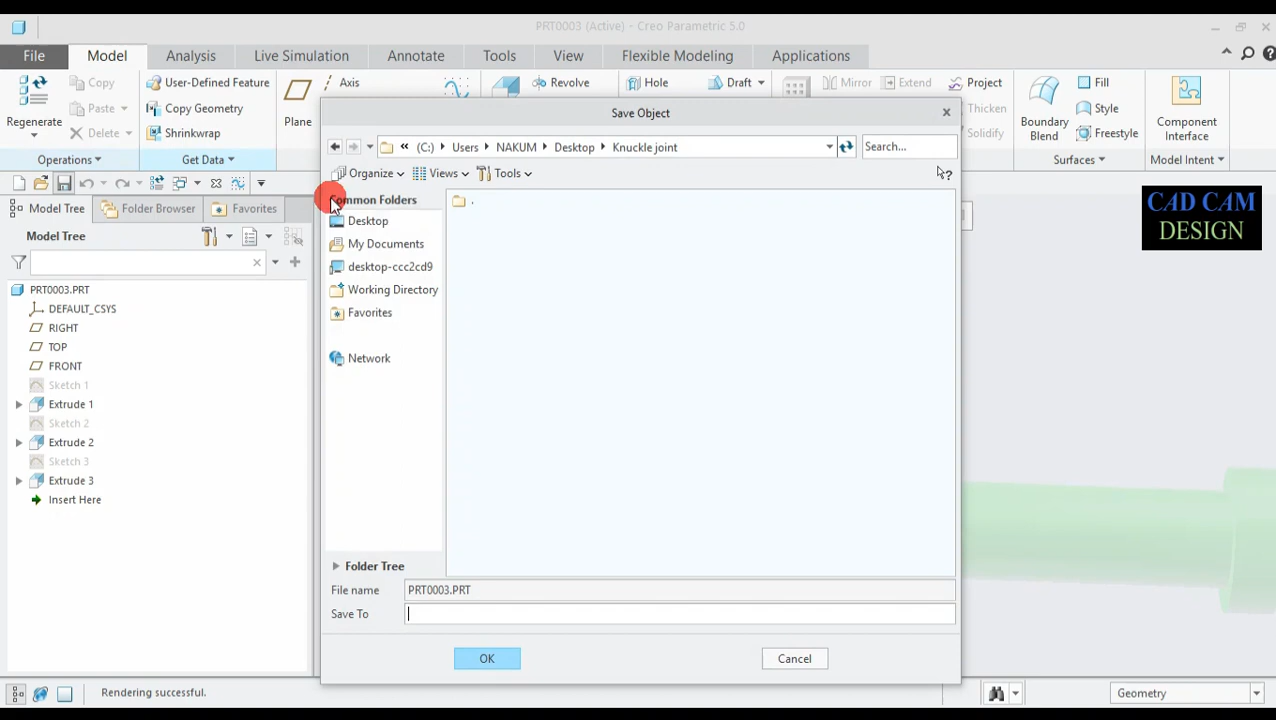 PRT0003 (Active) - Creo Parametric 5.0
File Model Analysis Live Simulation Annotate Tools View Flexible Modeling Applications
Regenerate Copy Paste Delete User-Defined Feature Copy Geometry Shrinkwrap Plane Axis Revolve Hole Draft Mirror Extend Project Thicken Solidify Boundary Blend Fill Style Freestyle Component Interface
Operations Get Data Surfaces Model Intent
Save Object
« (C:) Users NAKUM Desktop Knuckle joint Search...
Organize Views Tools
Model Tree Folder Browser Favorites
Model Tree
PRT0003.PRT
DEFAULT_CSYS
RIGHT
TOP
FRONT
Sketch 1
Extrude 1
Sketch 2
Extrude 2
Sketch 3
Extrude 3
Insert Here
ommon Folders
Desktop
My Documents
desktop-ccc2cd9
Working Directory
Favorites
Network
.
Folder Tree
File name PRT0003.PRT
Save To
OK Cancel
CAD CAM
DESIGN
Rendering successful.
Geometry